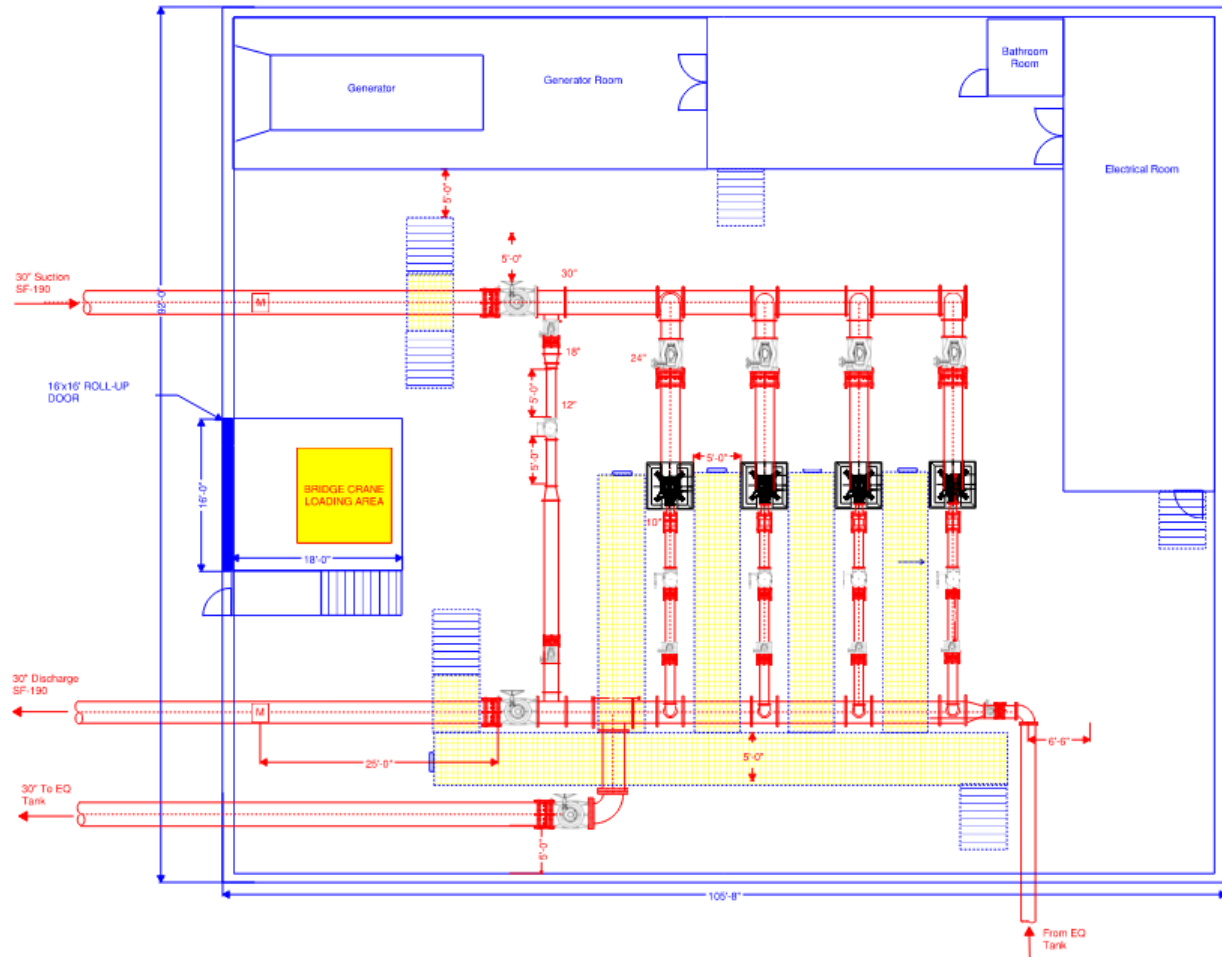 Bathroom
Room
Generator Room
Generator
Electrical Room
5'-0"
5'-0"
30" Suction
SF-190
M
30"
92'-0"
18"
24"
16'x16' ROLL-UP
DOOR
5'-0"
12"
5'-0"
5'-0"
16'-0"
BRIDGE CRANE
LOADING AREA
10"
18'-0"
30" Discharge
SF-190
M
6'-6"
5'-0"
25'-0"
30" To EQ
Tank
5'-0"
105'-8"
From EQ
Tank